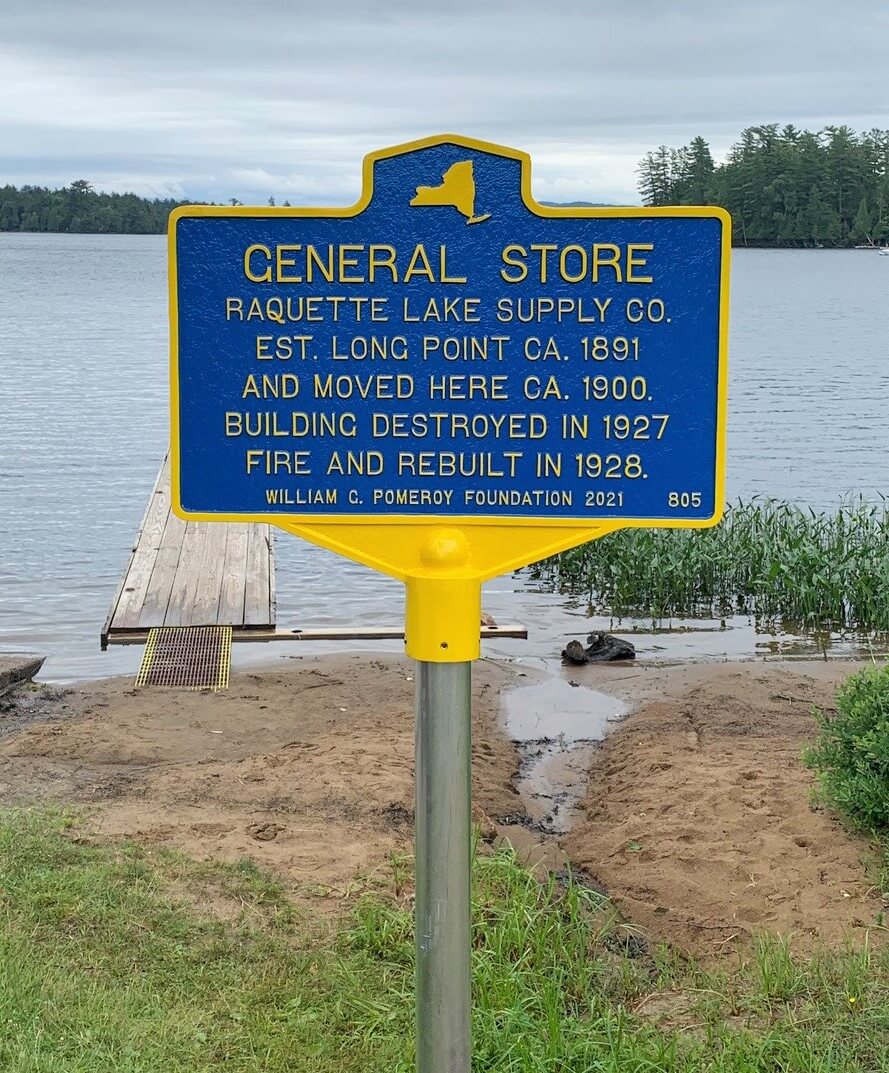 GENERAL STORE
RAQUETTE LAKE SUPPLY CO.
EST. LONG POINT CA. 1891
AND MOVED HERE CA. 1900.
BUILDING DESTROYED IN 1927
FIRE AND REBUILT IN 1928.
WILLIAM G. POMEROY FOUNDATION 2021 805